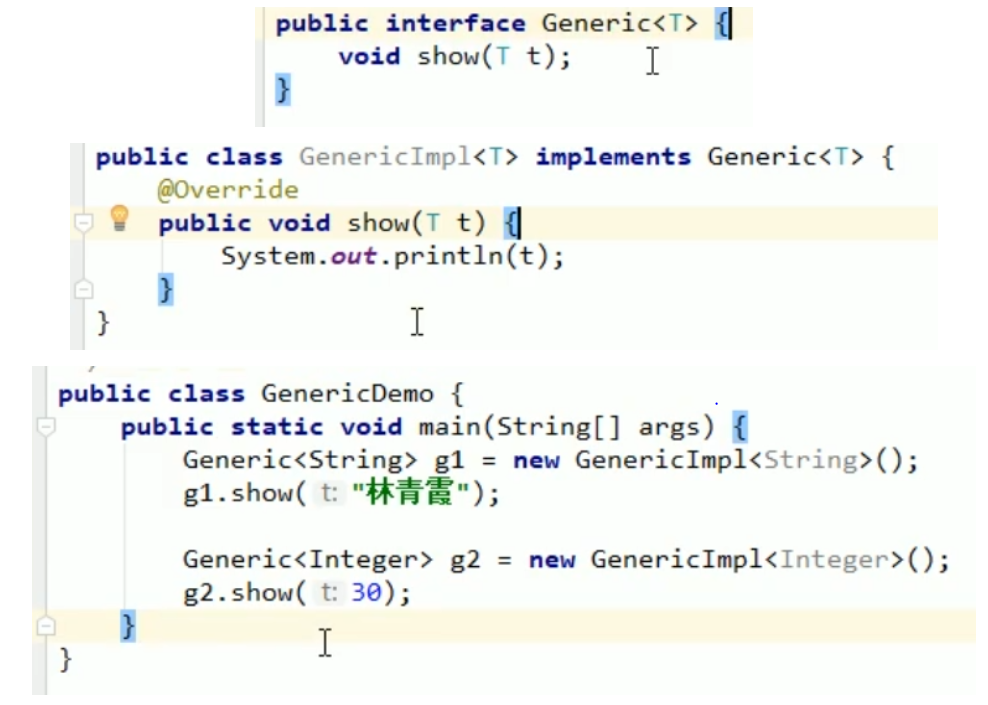 public interface Generic<T> {
void show(T t);
}
public class GenericImpl<T> implements Generic<T> {
@Override
public void show(T t) {
System.out.println(t);
}
}
public class GenericDemo {
public static void main(String[] args) {
Generic<String> g1 = new GenericImpl<String>();
g1.show( t: "林青霞");
Generic<Integer> g2 = new GenericImpl<Integer>();
g2.show( t: 30);
}
}